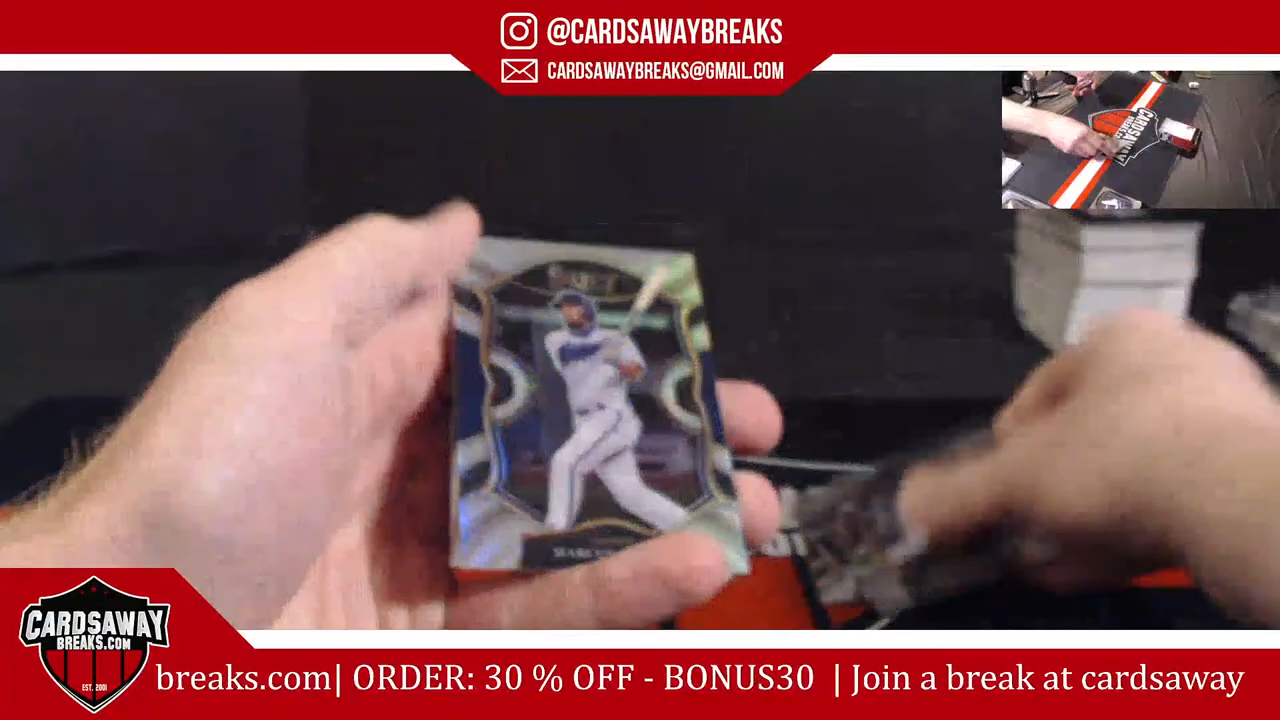 @CARDSAWAYBREAKS
CARDSAWAYBREAKS@GMAIL.COM
CARDSAWAY
CARDSAWAY
BREAKS.COM
EST. 2001
breaks.com| ORDER: 30 % OFF - BONUS30 | Join a break at cardsaway